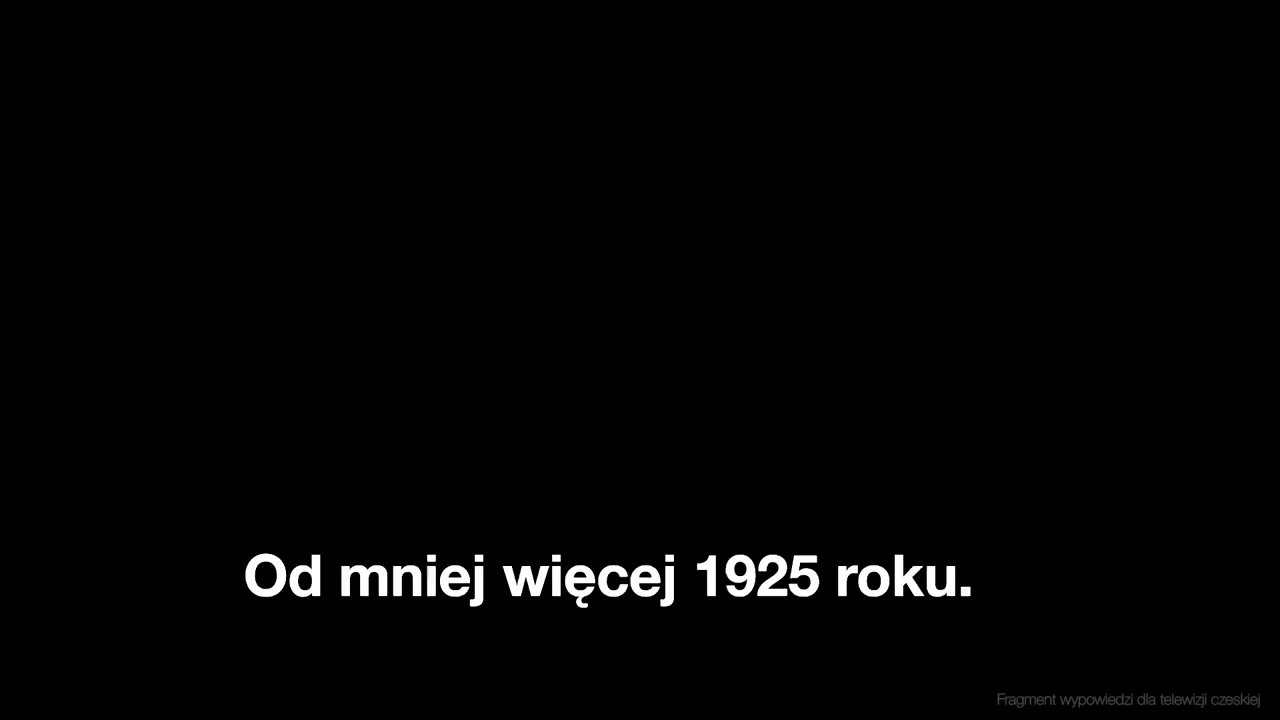 Od mniej więcej 1925 roku.
Fragment wypowiedzi dla telewizji czeskiej